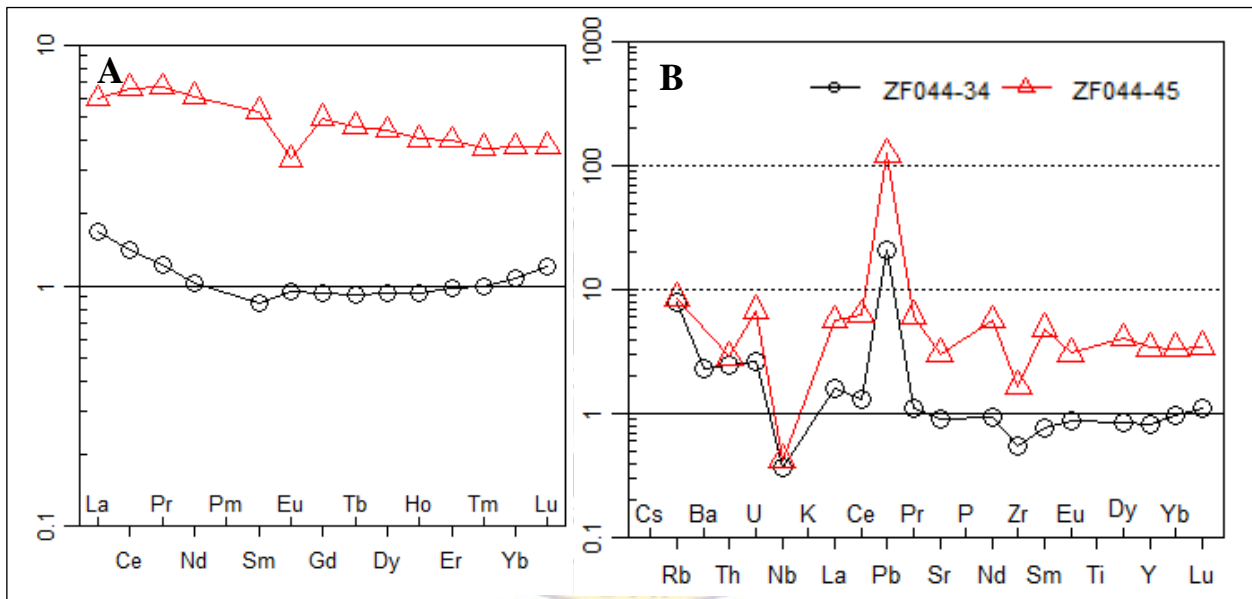 A
10
1
0.1
La Pr Pm Eu Tb Ho Tm Lu
Ce Nd Sm Gd Dy Er Yb
B
ZF044-34 ZF044-45
1000
100
10
1
0.1
Cs Ba U K Ce Pr P Zr Eu Dy Yb
Rb Th Nb La Pb Sr Nd Sm Ti Y Lu